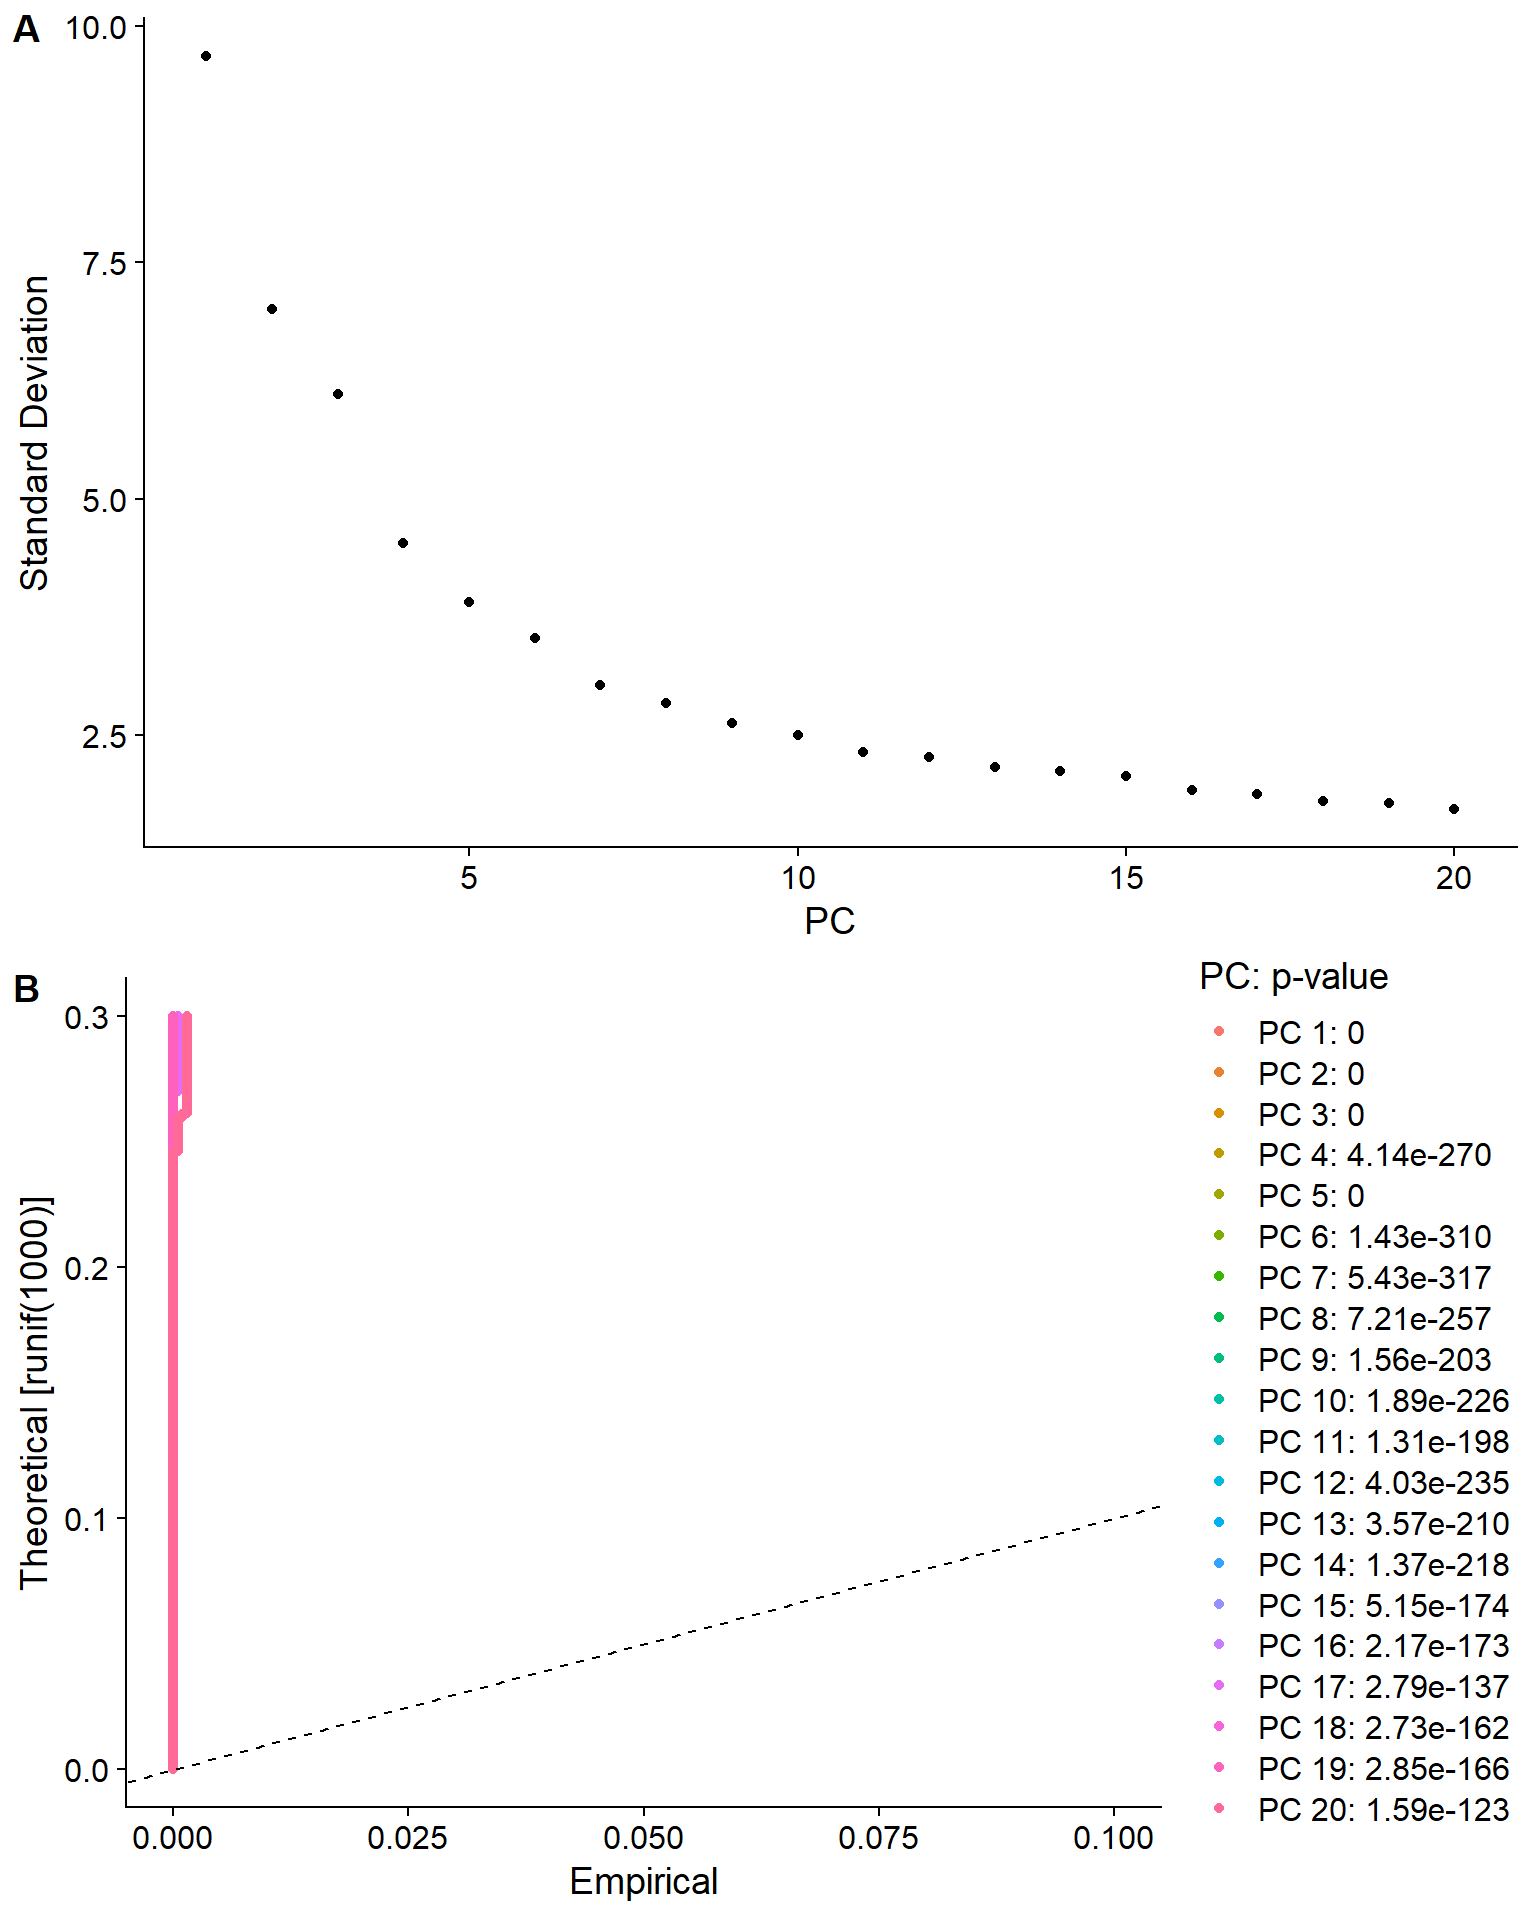 A
10.0
7.5
5.0
2.5
Standard Deviation
5 10 15 20
PC
B
0.3
0.2
0.1
0.0
Theoretical [runif(1000)]
0.000 0.025 0.050 0.075 0.100
Empirical
PC: p-value
PC 1: 0
PC 2: 0
PC 3: 0
PC 4: 4.14e-270
PC 5: 0
PC 6: 1.43e-310
PC 7: 5.43e-317
PC 8: 7.21e-257
PC 9: 1.56e-203
PC 10: 1.89e-226
PC 11: 1.31e-198
PC 12: 4.03e-235
PC 13: 3.57e-210
PC 14: 1.37e-218
PC 15: 5.15e-174
PC 16: 2.17e-173
PC 17: 2.79e-137
PC 18: 2.73e-162
PC 19: 2.85e-166
PC 20: 1.59e-123